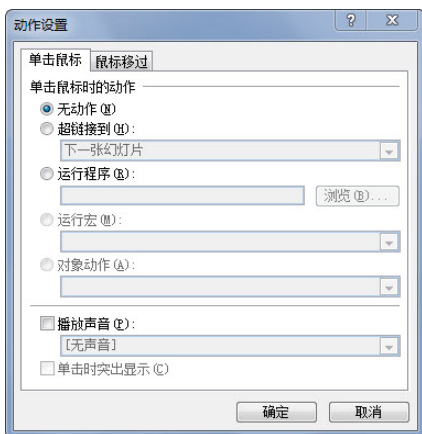 动作设置
单击鼠标 鼠标移过
单击鼠标时的动作
无动作(N)
超链接到(H):
下一张幻灯片
运行程序(R):
浏览(B)...
运行宏(M):
对象动作(A):
播放声音(P):
[无声音]
单击时突出显示(C)
确定 取消